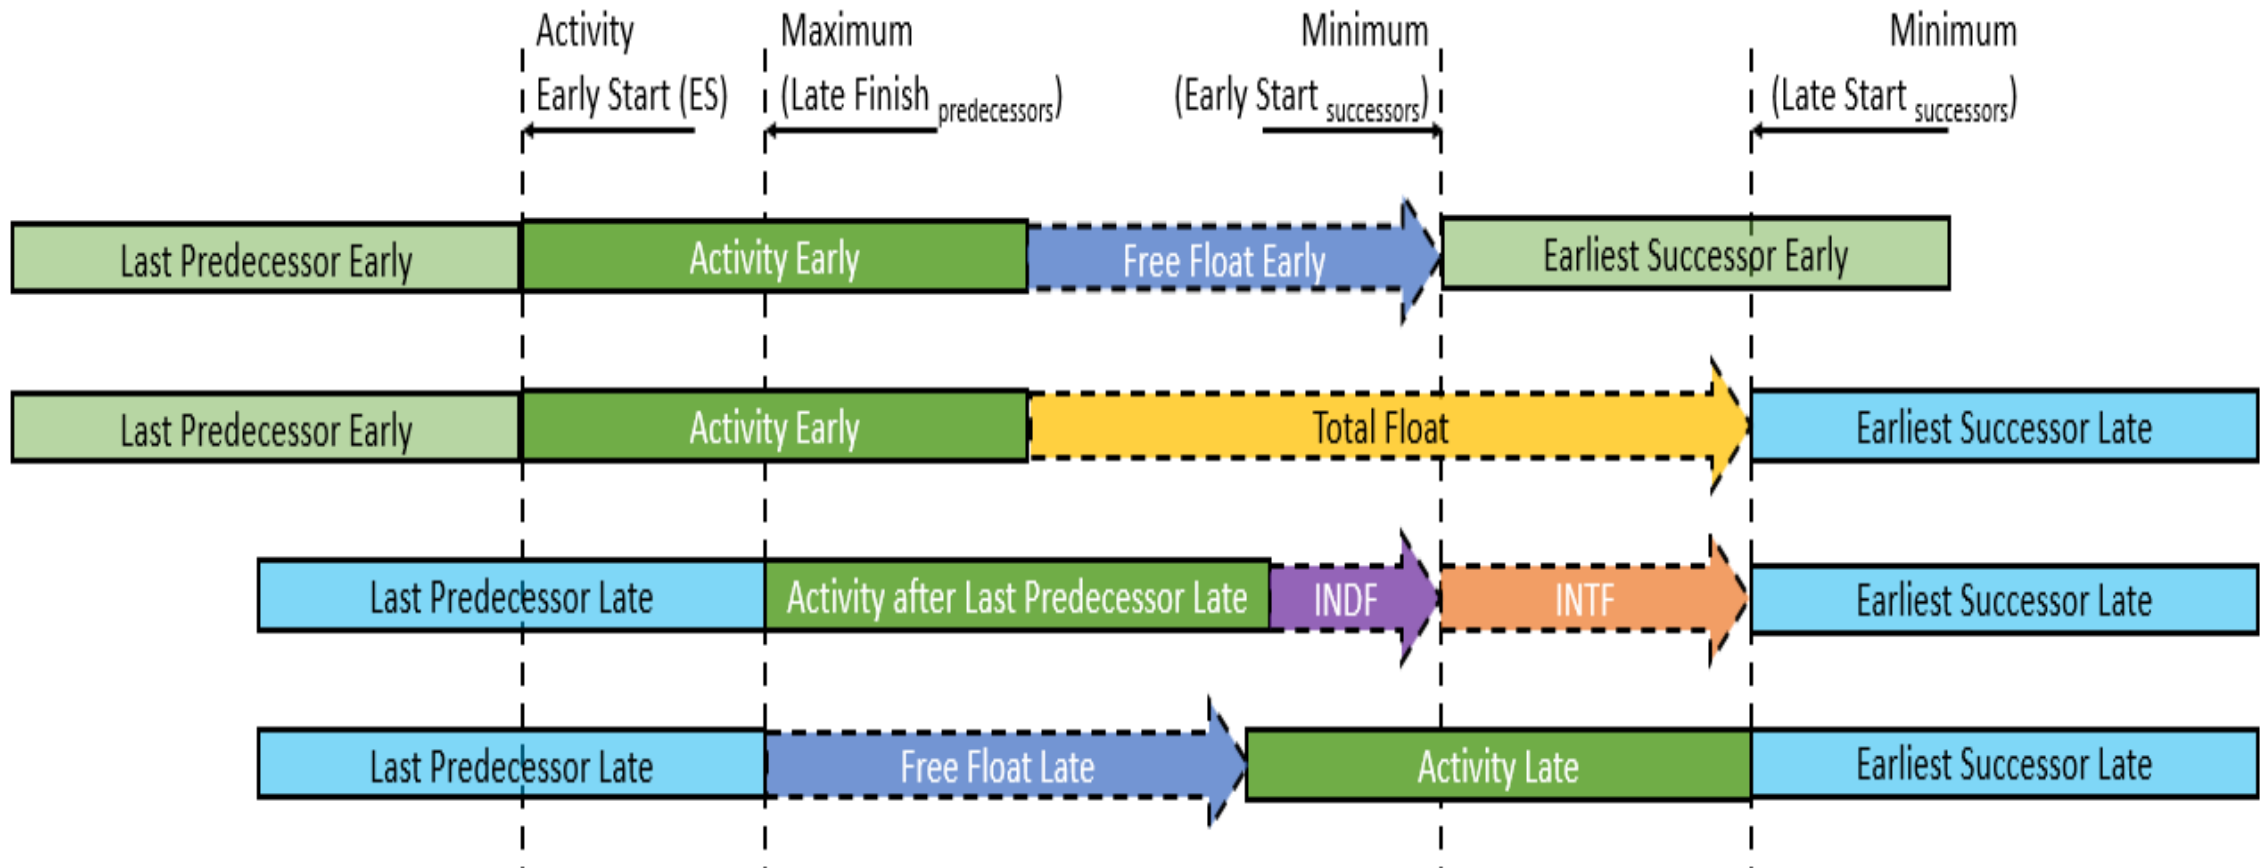 Activity
Early Start (ES)
Maximum
(Late Finish predecessors)
Minimum
(Early Start successors)
Minimum
(Late Start successors)
Last Predecessor Early
Activity Early
Free Float Early
Earliest Successor Early
Last Predecessor Early
Activity Early
Total Float
Earliest Successor Late
Last Predecessor Late
Activity after Last Predecessor Late
INDF
INTF
Earliest Successor Late
Last Predecessor Late
Free Float Late
Activity Late
Earliest Successor Late